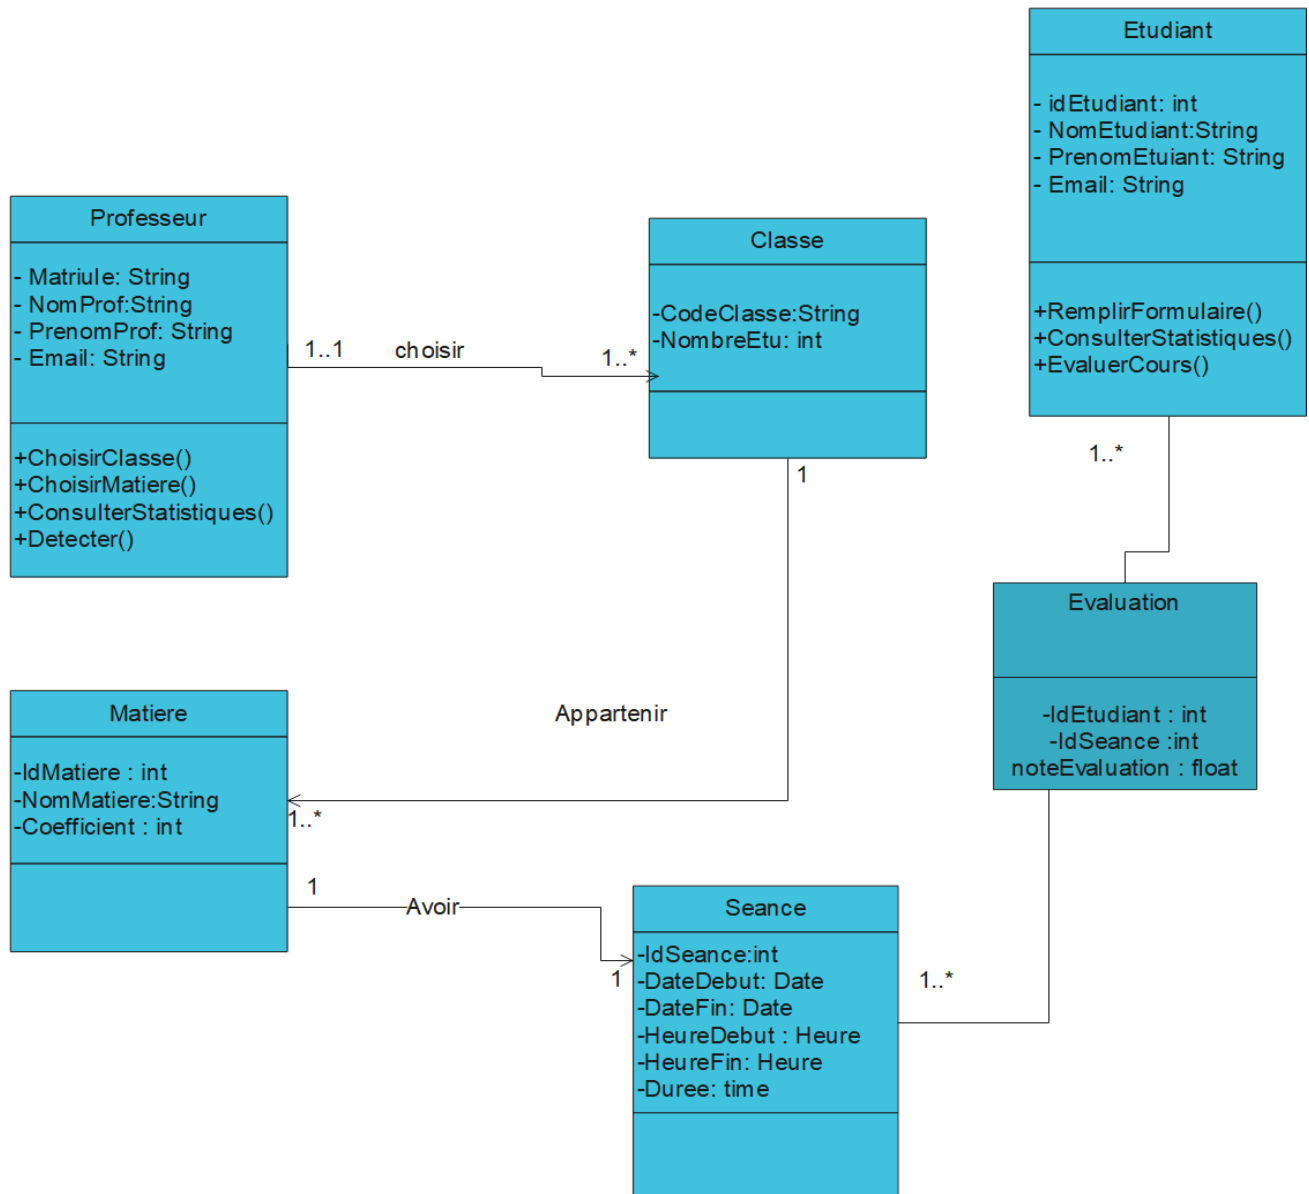 Etudiant
- idEtudiant: int
- NomEtudiant:String
- PrenomEtuiant: String
- Email: String
+RemplirFormulaire()
+ConsulterStatistiques()
+EvaluerCours()
1..*
Professeur
- Matriule: String
- NomProf:String
- PrenomProf: String
- Email: String
+ChoisirClasse()
+ChoisirMatiere()
+ConsulterStatistiques()
+Detecter()
1..1
choisir
1..*
Classe
-CodeClasse:String
-NombreEtu: int
1
Appartenir
1..*
Evaluation
-IdEtudiant : int
-IdSeance :int
noteEvaluation : float
Matiere
-IdMatiere : int
-NomMatiere:String
-Coefficient : int
1
Avoir
1
Seance
-IdSeance:int
-DateDebut: Date
-DateFin: Date
-HeureDebut : Heure
-HeureFin: Heure
-Duree: time
1..*